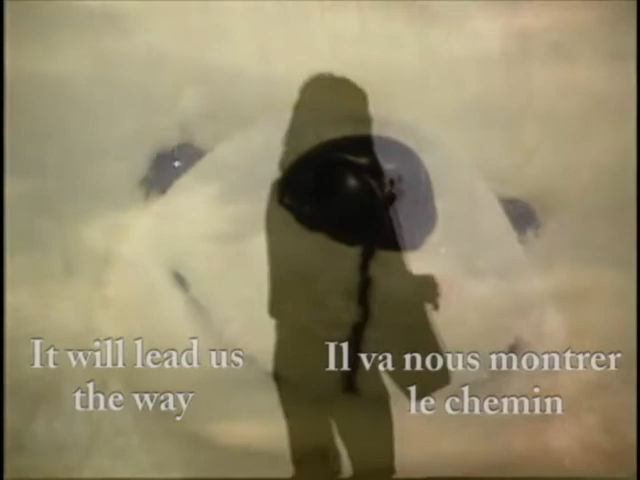 It will lead us
the way
Il va nous montrer
le chemin